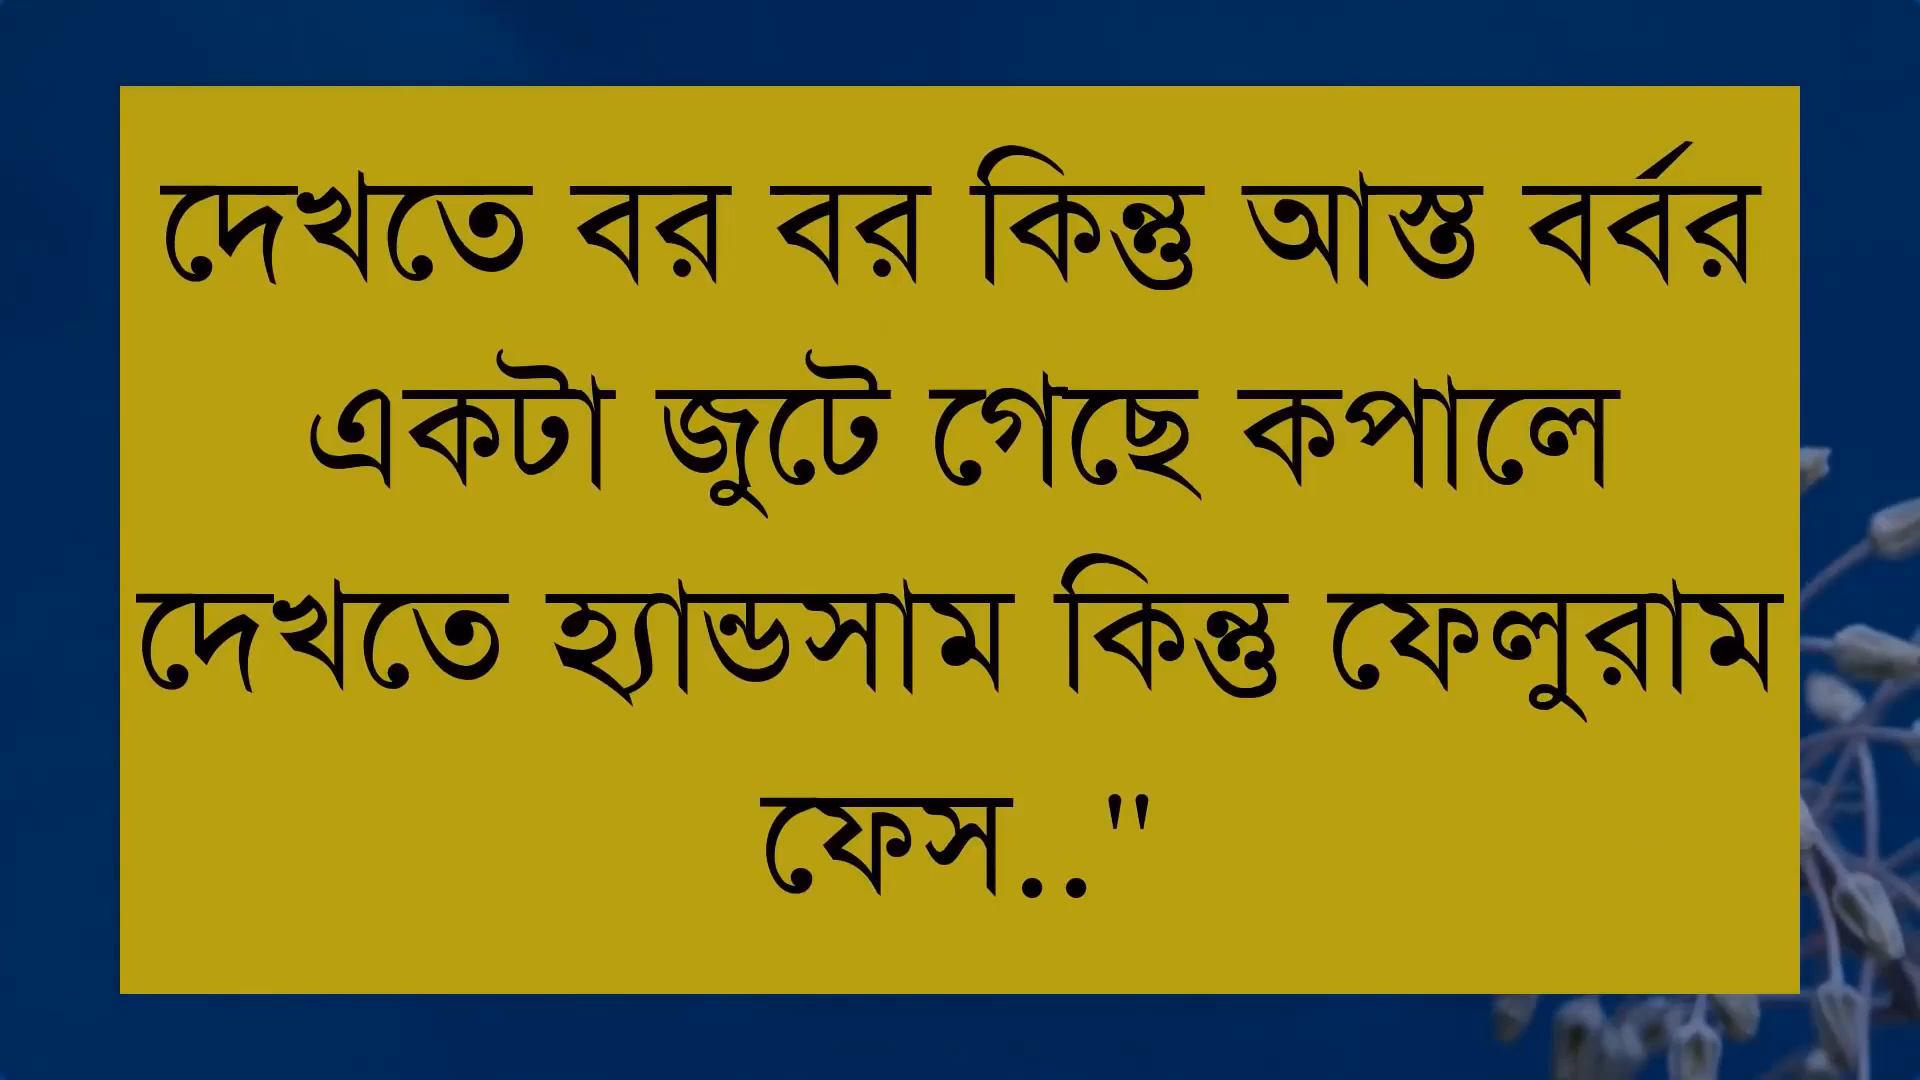 দেখতে বর বর কিন্তু আস্ত বর্বর
একটা জুটে গেছে কপালে
দেখতে হ্যান্ডসাম কিন্তু ফেলুরাম
ফেস.."